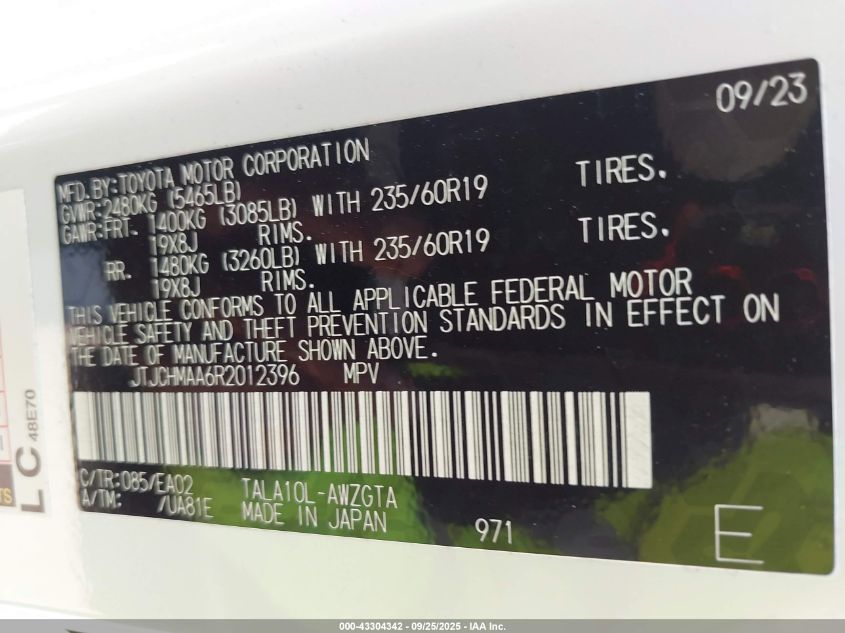 09/23
MFD.BY:TOYOTA MOTOR CORPORATION
GVWR:2480KG (5465LB)
GAWR:FRT. 1400KG (3085LB) WITH 235/60R19 TIRES.
19X8J RIMS.
RR. 1480KG (3260LB) WITH 235/60R19 TIRES.
19X8J RIMS.
THIS VEHICLE CONFORMS TO ALL APPLICABLE FEDERAL MOTOR
VEHICLE SAFETY AND THEFT PREVENTION STANDARDS IN EFFECT ON
THE DATE OF MANUFACTURE SHOWN ABOVE.
JTJCHMAA6R2012396 MPV
C/TR:085/EA02 TALA10L-AWZGTA
A/TM: /UA81E MADE IN JAPAN 971
E
LC 48E70
TS
000-43304342 | 09/25/2025 - IAA Inc.